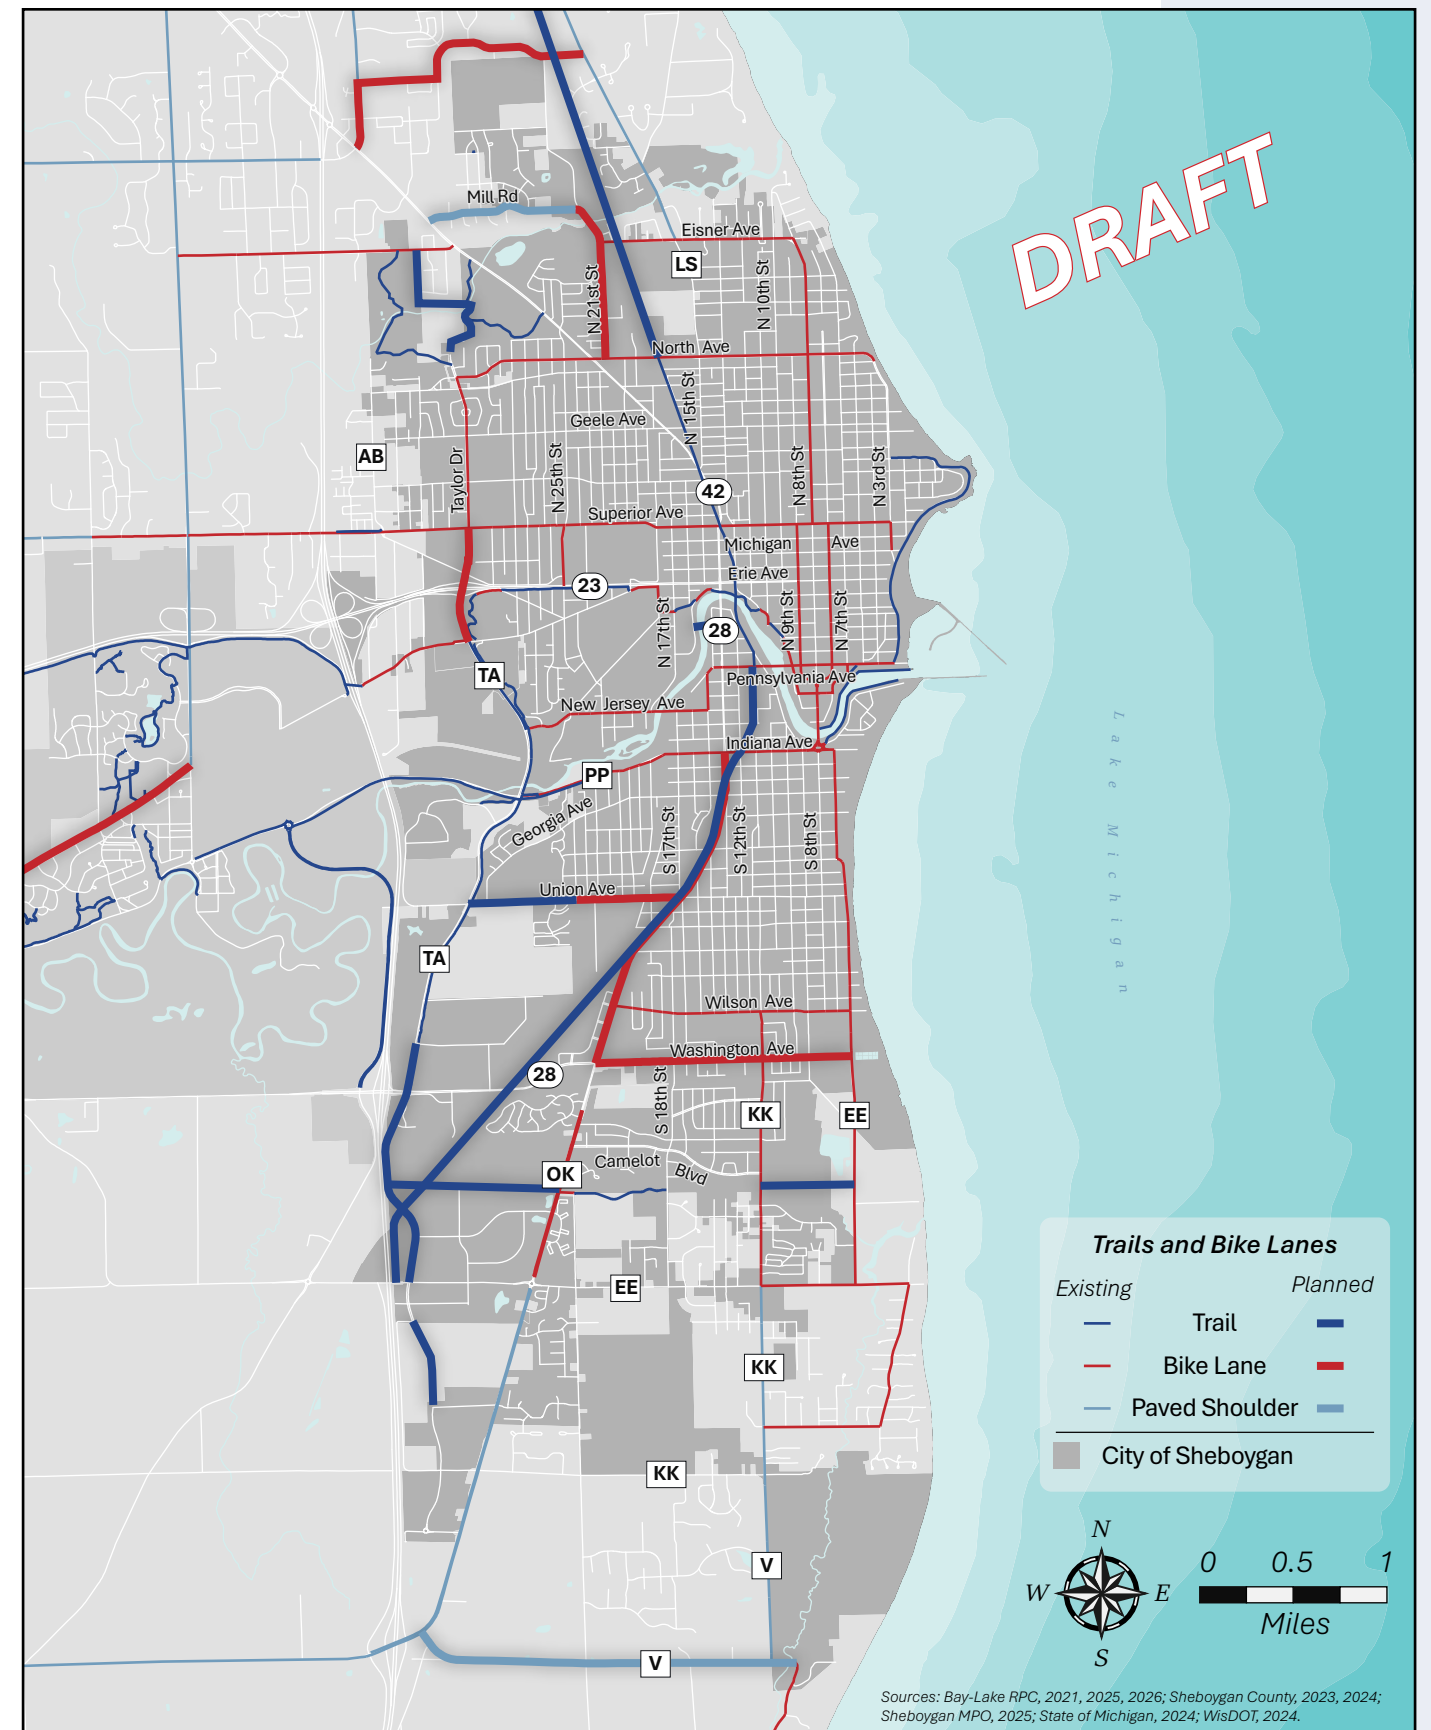 DRAFT
Mill Rd
Eisner Ave
LS
N 21st St
N 10th St
North Ave
N 15th St
Geele Ave
AB
Taylor Dr
N 25th St
N 8th St
N 3rd St
42
Superior Ave
Michigan Ave
Erie Ave
23
N 17th St
28
N 9th St
N 7th St
TA
Pennsylvania Ave
New Jersey Ave
Indiana Ave
PP
Georgia Ave
S 17th St
S 12th St
S 8th St
Lake Michigan
Union Ave
TA
Wilson Ave
Washington Ave
28
S 18th St
KK
EE
Camelot Blvd
OK
EE
KK
KK
V
V
Trails and Bike Lanes
Existing
Planned
Trail
Bike Lane
Paved Shoulder
City of Sheboygan
N
W
E
S
0 0.5 1
Miles
Sources: Bay-Lake RPC, 2021, 2025, 2026; Sheboygan County, 2023, 2024;
Sheboygan MPO, 2025; State of Michigan, 2024; WisDOT, 2024.